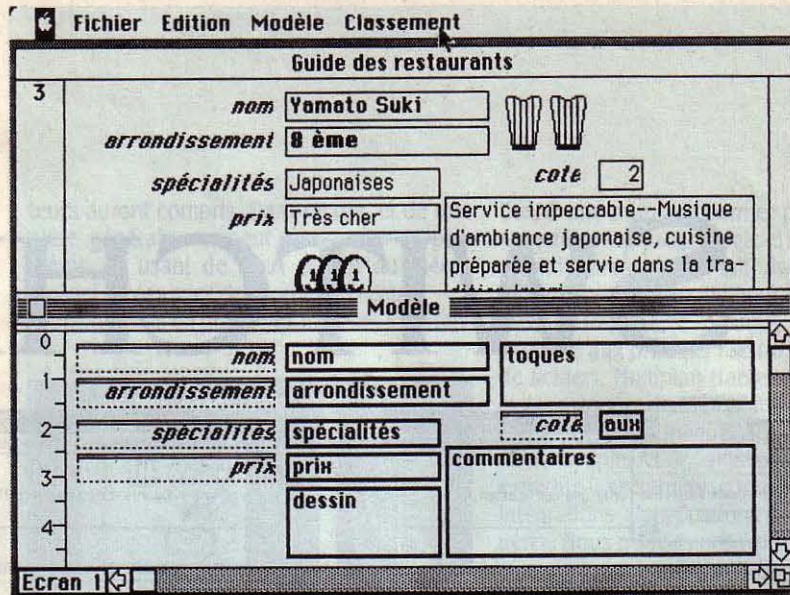 Fichier Edition Modèle Classement
Guide des restaurants
3
nom Yamato Suki
arrondissement 8 ème
spécialités Japonaises
cote 2
prix Très cher
Service impeccable--Musique
d'ambiance japonaise, cuisine
préparée et servie dans la tra
Modèle
0
nom nom
toques
1
arrondissement arrondissement
2
spécialités spécialités
cote aux
3
prix prix
commentaires
dessin
4
Ecran 1